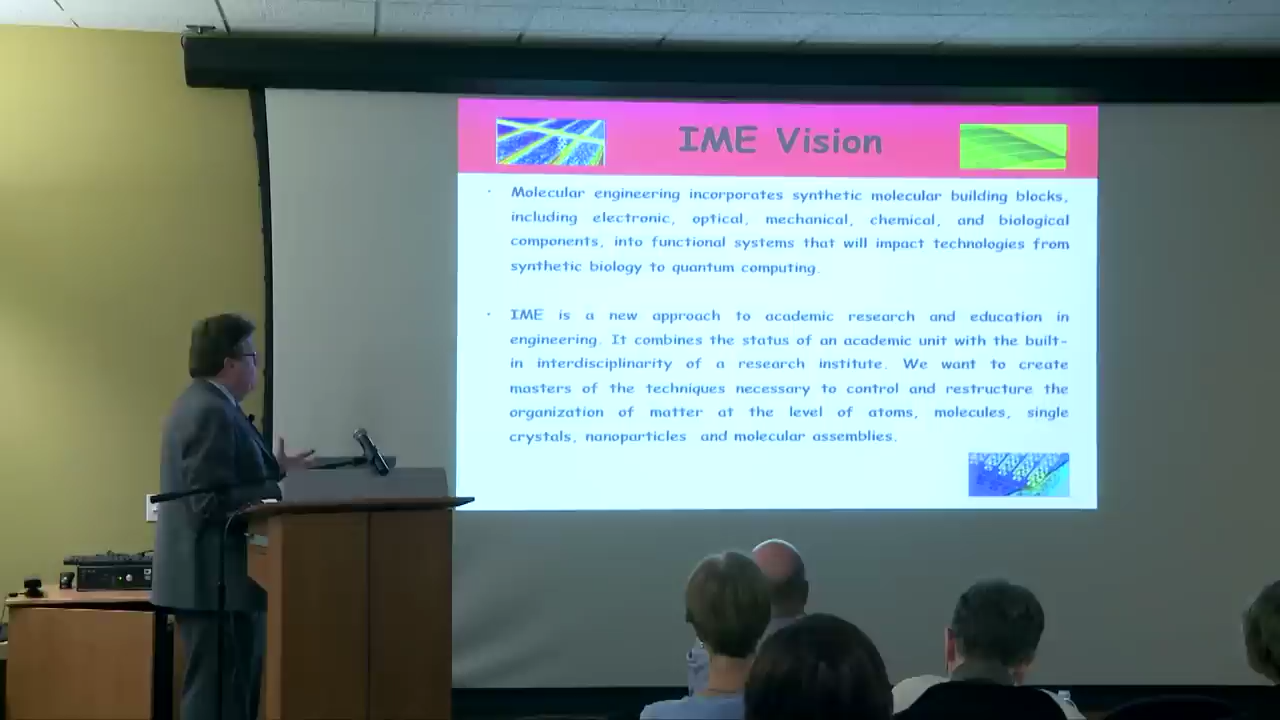 IME Vision
· Molecular engineering incorporates synthetic molecular building blocks,
including electronic, optical, mechanical, chemical, and biological
components, into functional systems that will impact technologies from
synthetic biology to quantum computing.
· IME is a new approach to academic research and education in
engineering. It combines the status of an academic unit with the built-
in interdisciplinarity of a research institute. We want to create
masters of the techniques necessary to control and restructure the
organization of matter at the level of atoms, molecules, single
crystals, nanoparticles and molecular assemblies.